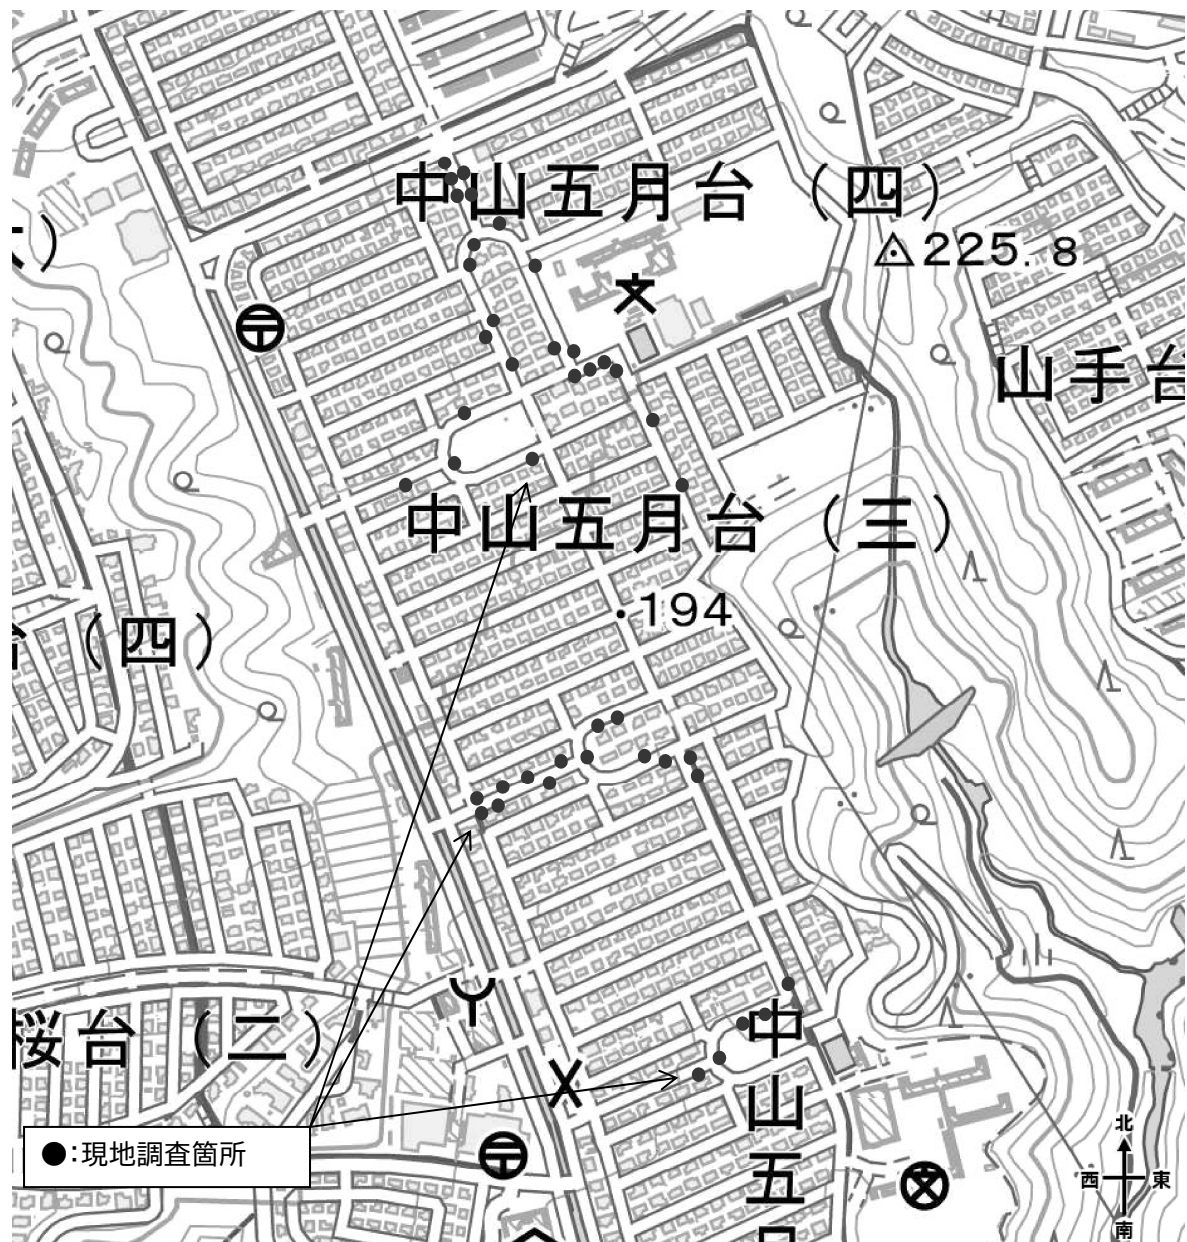 中山五月台(四)
225.8
山手台
中山五月台(三)
・194
台(四)
桜台(二)
中山五月
●:現地調査箇所
北
西 東
南